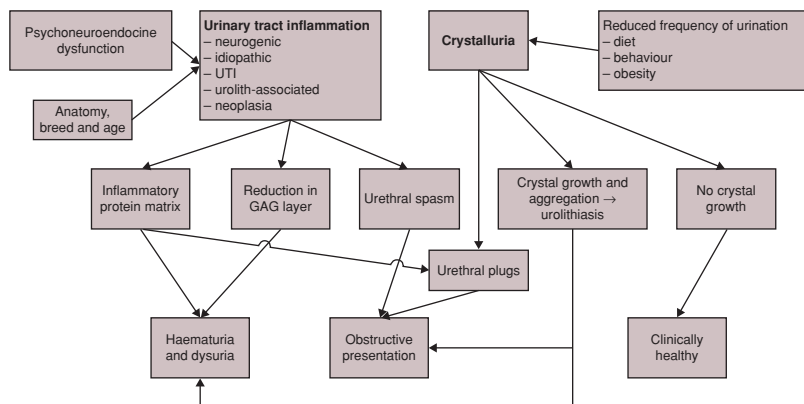 Psychoneuroendocine
dysfunction
Urinary tract inflammation
– neurogenic
– idiopathic
– UTI
– urolith-associated
– neoplasia
Crystalluria
Reduced frequency of urination
– diet
– behaviour
– obesity
Anatomy,
breed and age
Inflammatory
protein matrix
Reduction in
GAG layer
Urethral spasm
Crystal growth and
aggregation →
urolithiasis
No crystal
growth
Urethral plugs
Haematuria
and dysuria
Obstructive
presentation
Clinically
healthy